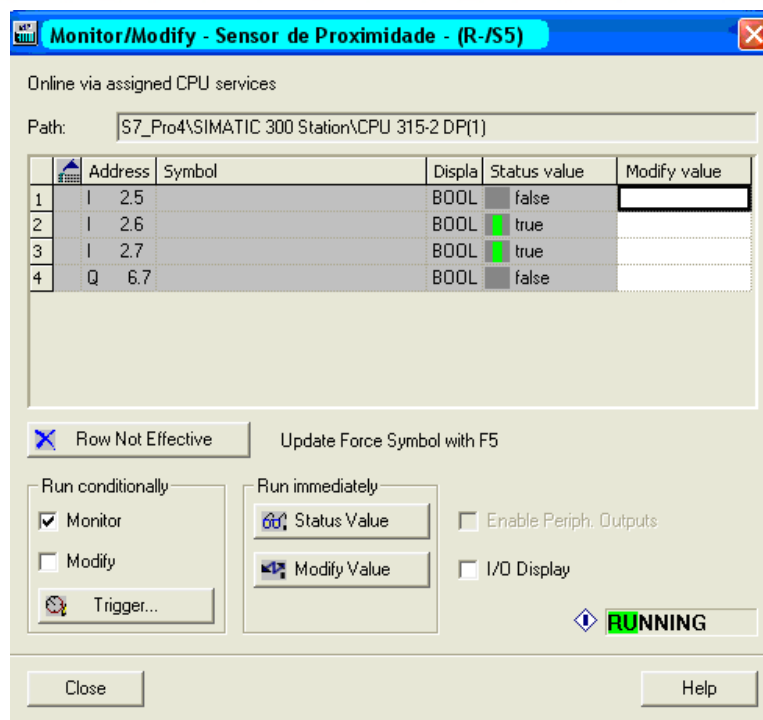 Monitor/Modify - Sensor de Proximidade - (R-/S5)
Online via assigned CPU services
Path: S7_Pro4\SIMATIC 300 Station\CPU 315-2 DP(1)
Address Symbol Displa Status value Modify value
1 I 2.5 BOOL false
2 I 2.6 BOOL true
3 I 2.7 BOOL true
4 Q 6.7 BOOL false
Row Not Effective Update Force Symbol with F5
Run conditionally Run immediately
Monitor Status Value Enable Periph. Outputs
Modify Modify Value I/O Display
Trigger...
RUNNING
Close Help